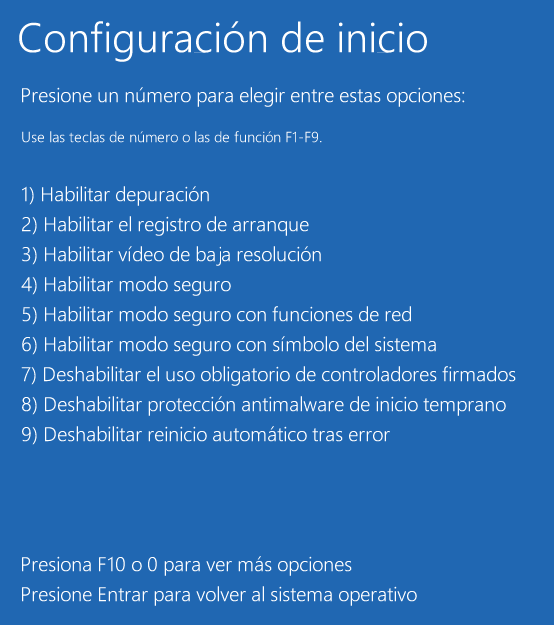 Configuración de inicio
Presione un número para elegir entre estas opciones:
Use las teclas de número o las de función F1-F9.
1) Habilitar depuración
2) Habilitar el registro de arranque
3) Habilitar vídeo de baja resolución
4) Habilitar modo seguro
5) Habilitar modo seguro con funciones de red
6) Habilitar modo seguro con símbolo del sistema
7) Deshabilitar el uso obligatorio de controladores firmados
8) Deshabilitar protección antimalware de inicio temprano
9) Deshabilitar reinicio automático tras error
Presiona F10 o 0 para ver más opciones
Presione Entrar para volver al sistema operativo